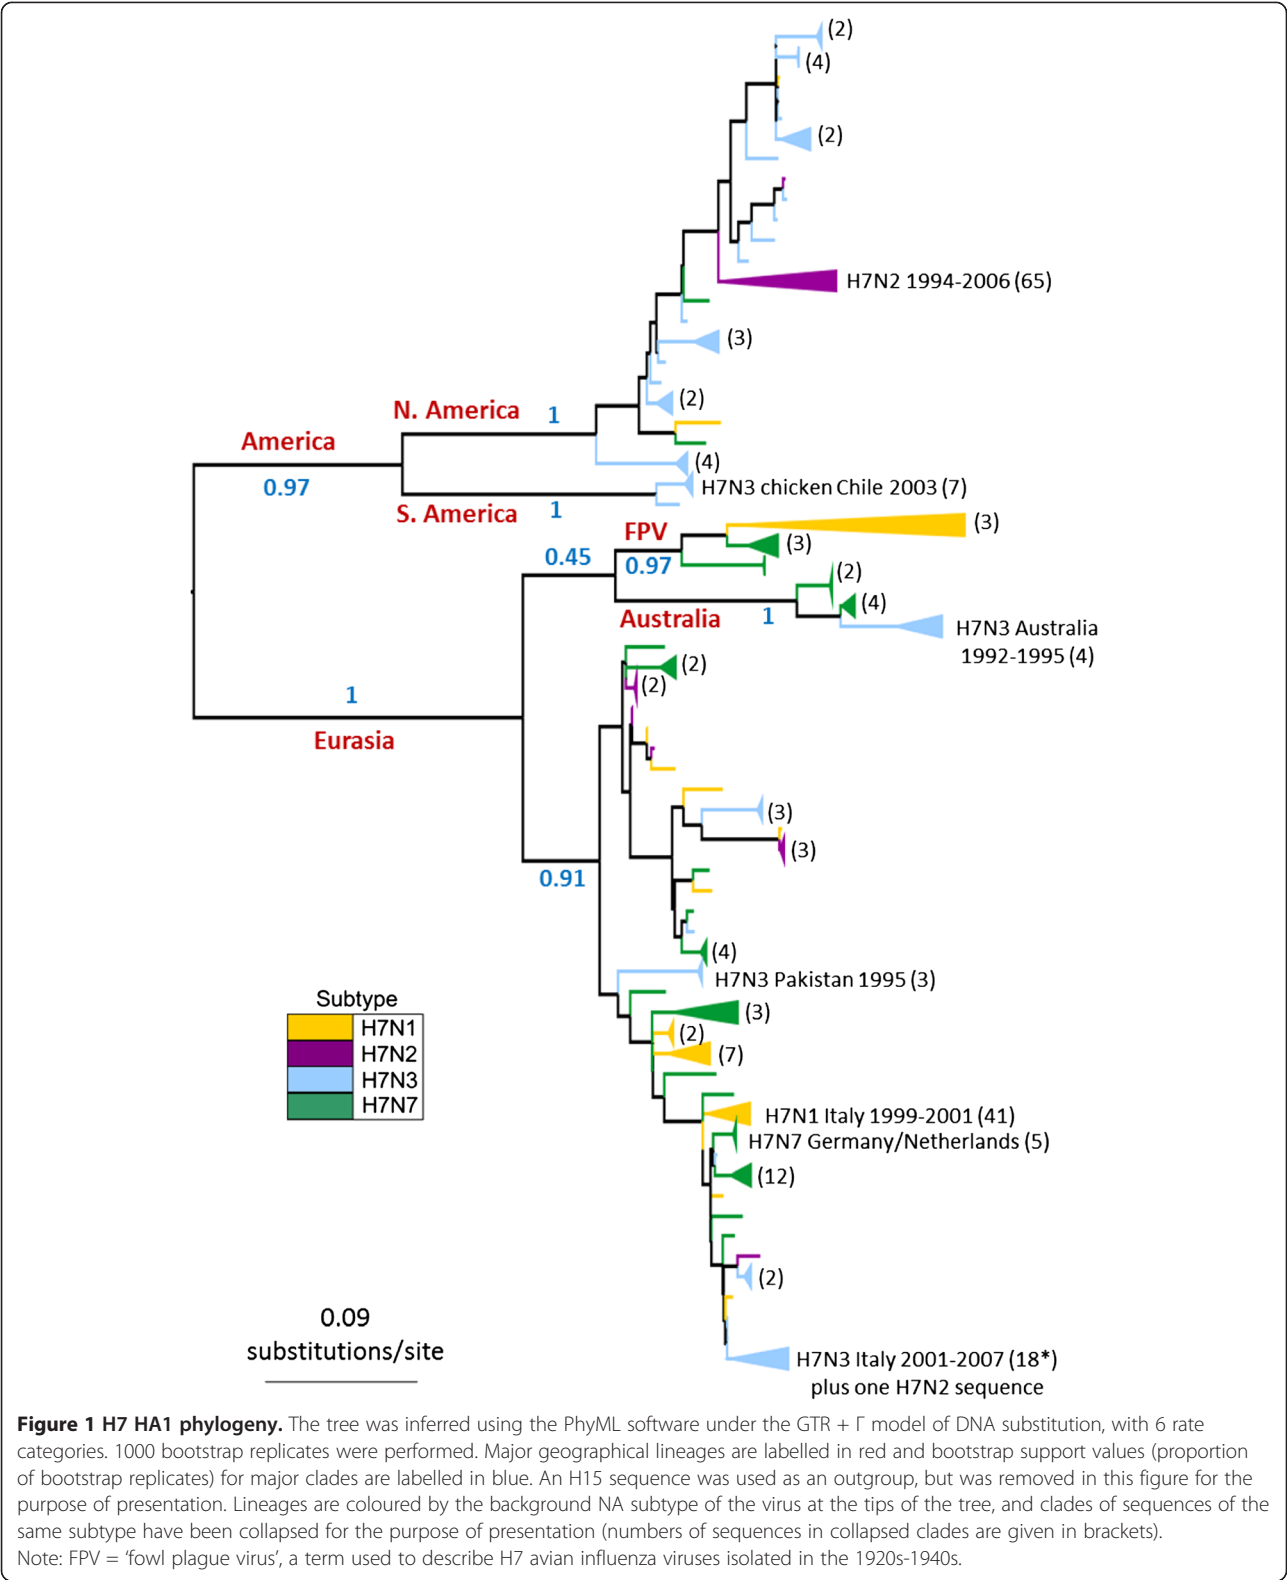 (2)
(4)
(2)
H7N2 1994-2006 (65)
(3)
(2)
N. America 1
America
0.97
(4)
H7N3 chicken Chile 2003 (7)
S. America 1
FPV
(3)
0.45
0.97
(3)
(2)
(4)
Australia 1
H7N3 Australia
1992-1995 (4)
(2)
(2)
1
Eurasia
(3)
(3)
0.91
(4)
H7N3 Pakistan 1995 (3)
Subtype
H7N1
H7N2
H7N3
H7N7
(3)
(2)
(7)
H7N1 Italy 1999-2001 (41)
H7N7 Germany/Netherlands (5)
(12)
(2)
0.09
substitutions/site
H7N3 Italy 2001-2007 (18*)
plus one H7N2 sequence
Figure 1 H7 HA1 phylogeny. The tree was inferred using the PhyML software under the GTR + Γ model of DNA substitution, with 6 rate
categories. 1000 bootstrap replicates were performed. Major geographical lineages are labelled in red and bootstrap support values (proportion
of bootstrap replicates) for major clades are labelled in blue. An H15 sequence was used as an outgroup, but was removed in this figure for the
purpose of presentation. Lineages are coloured by the background NA subtype of the virus at the tips of the tree, and clades of sequences of the
same subtype have been collapsed for the purpose of presentation (numbers of sequences in collapsed clades are given in brackets).
Note: FPV = ‘fowl plague virus’, a term used to describe H7 avian influenza viruses isolated in the 1920s-1940s.